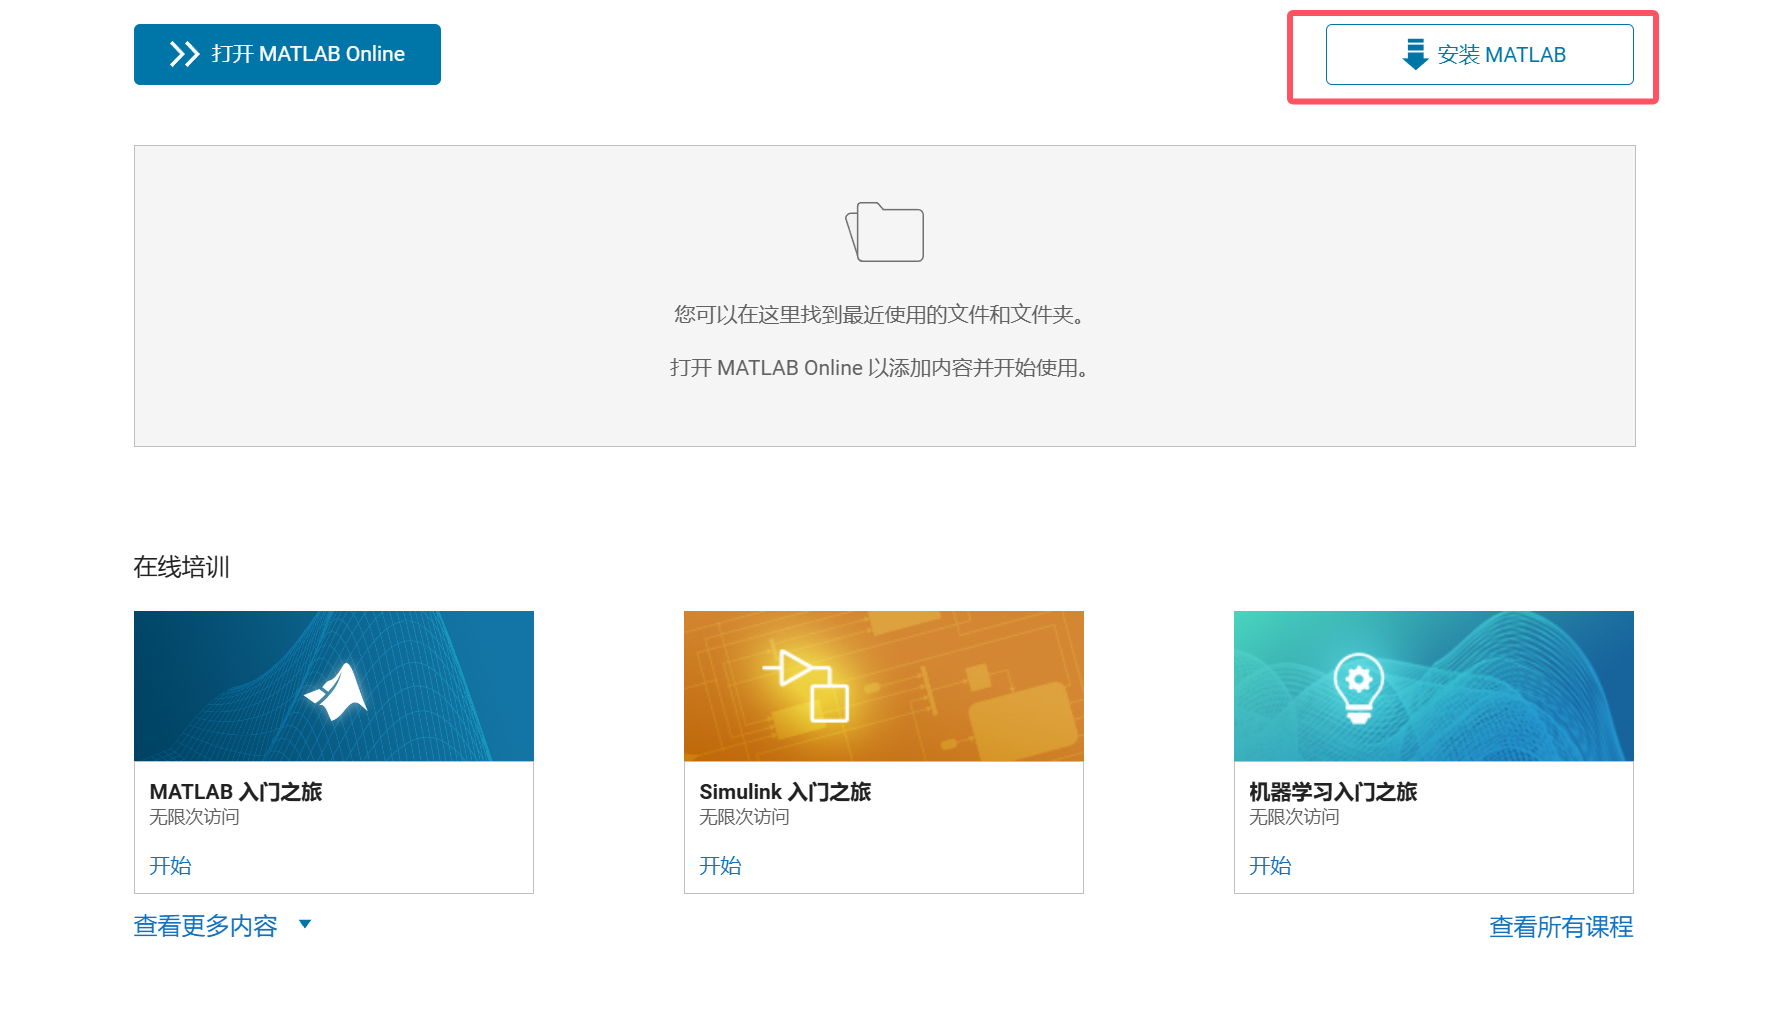 打开 MATLAB Online
安装 MATLAB
您可以在这里找到最近使用的文件和文件夹。
打开 MATLAB Online 以添加内容并开始使用。
在线培训
MATLAB 入门之旅
无限次访问
开始
Simulink 入门之旅
无限次访问
开始
机器学习入门之旅
无限次访问
开始
查看更多内容
查看所有课程